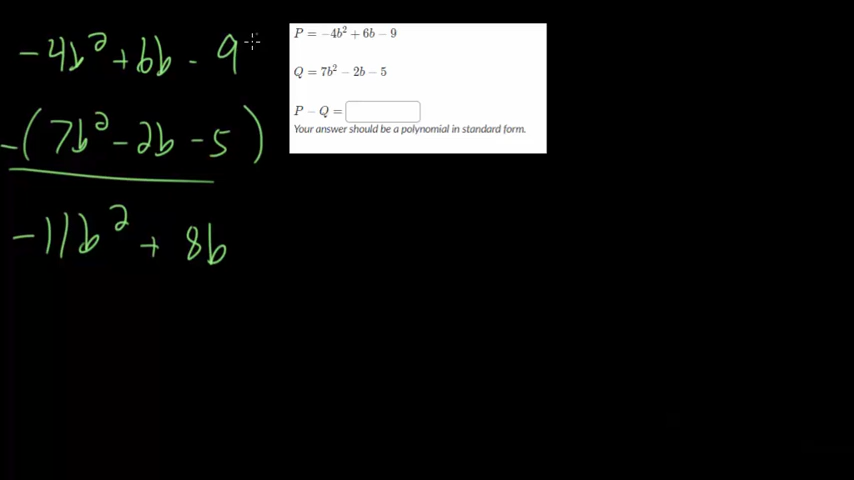 -4b² + 6b - 9
-( 7b² - 2b - 5 )
-11b² + 8b
P = -4b² + 6b - 9
Q = 7b² - 2b - 5
P - Q =
Your answer should be a polynomial in standard form.